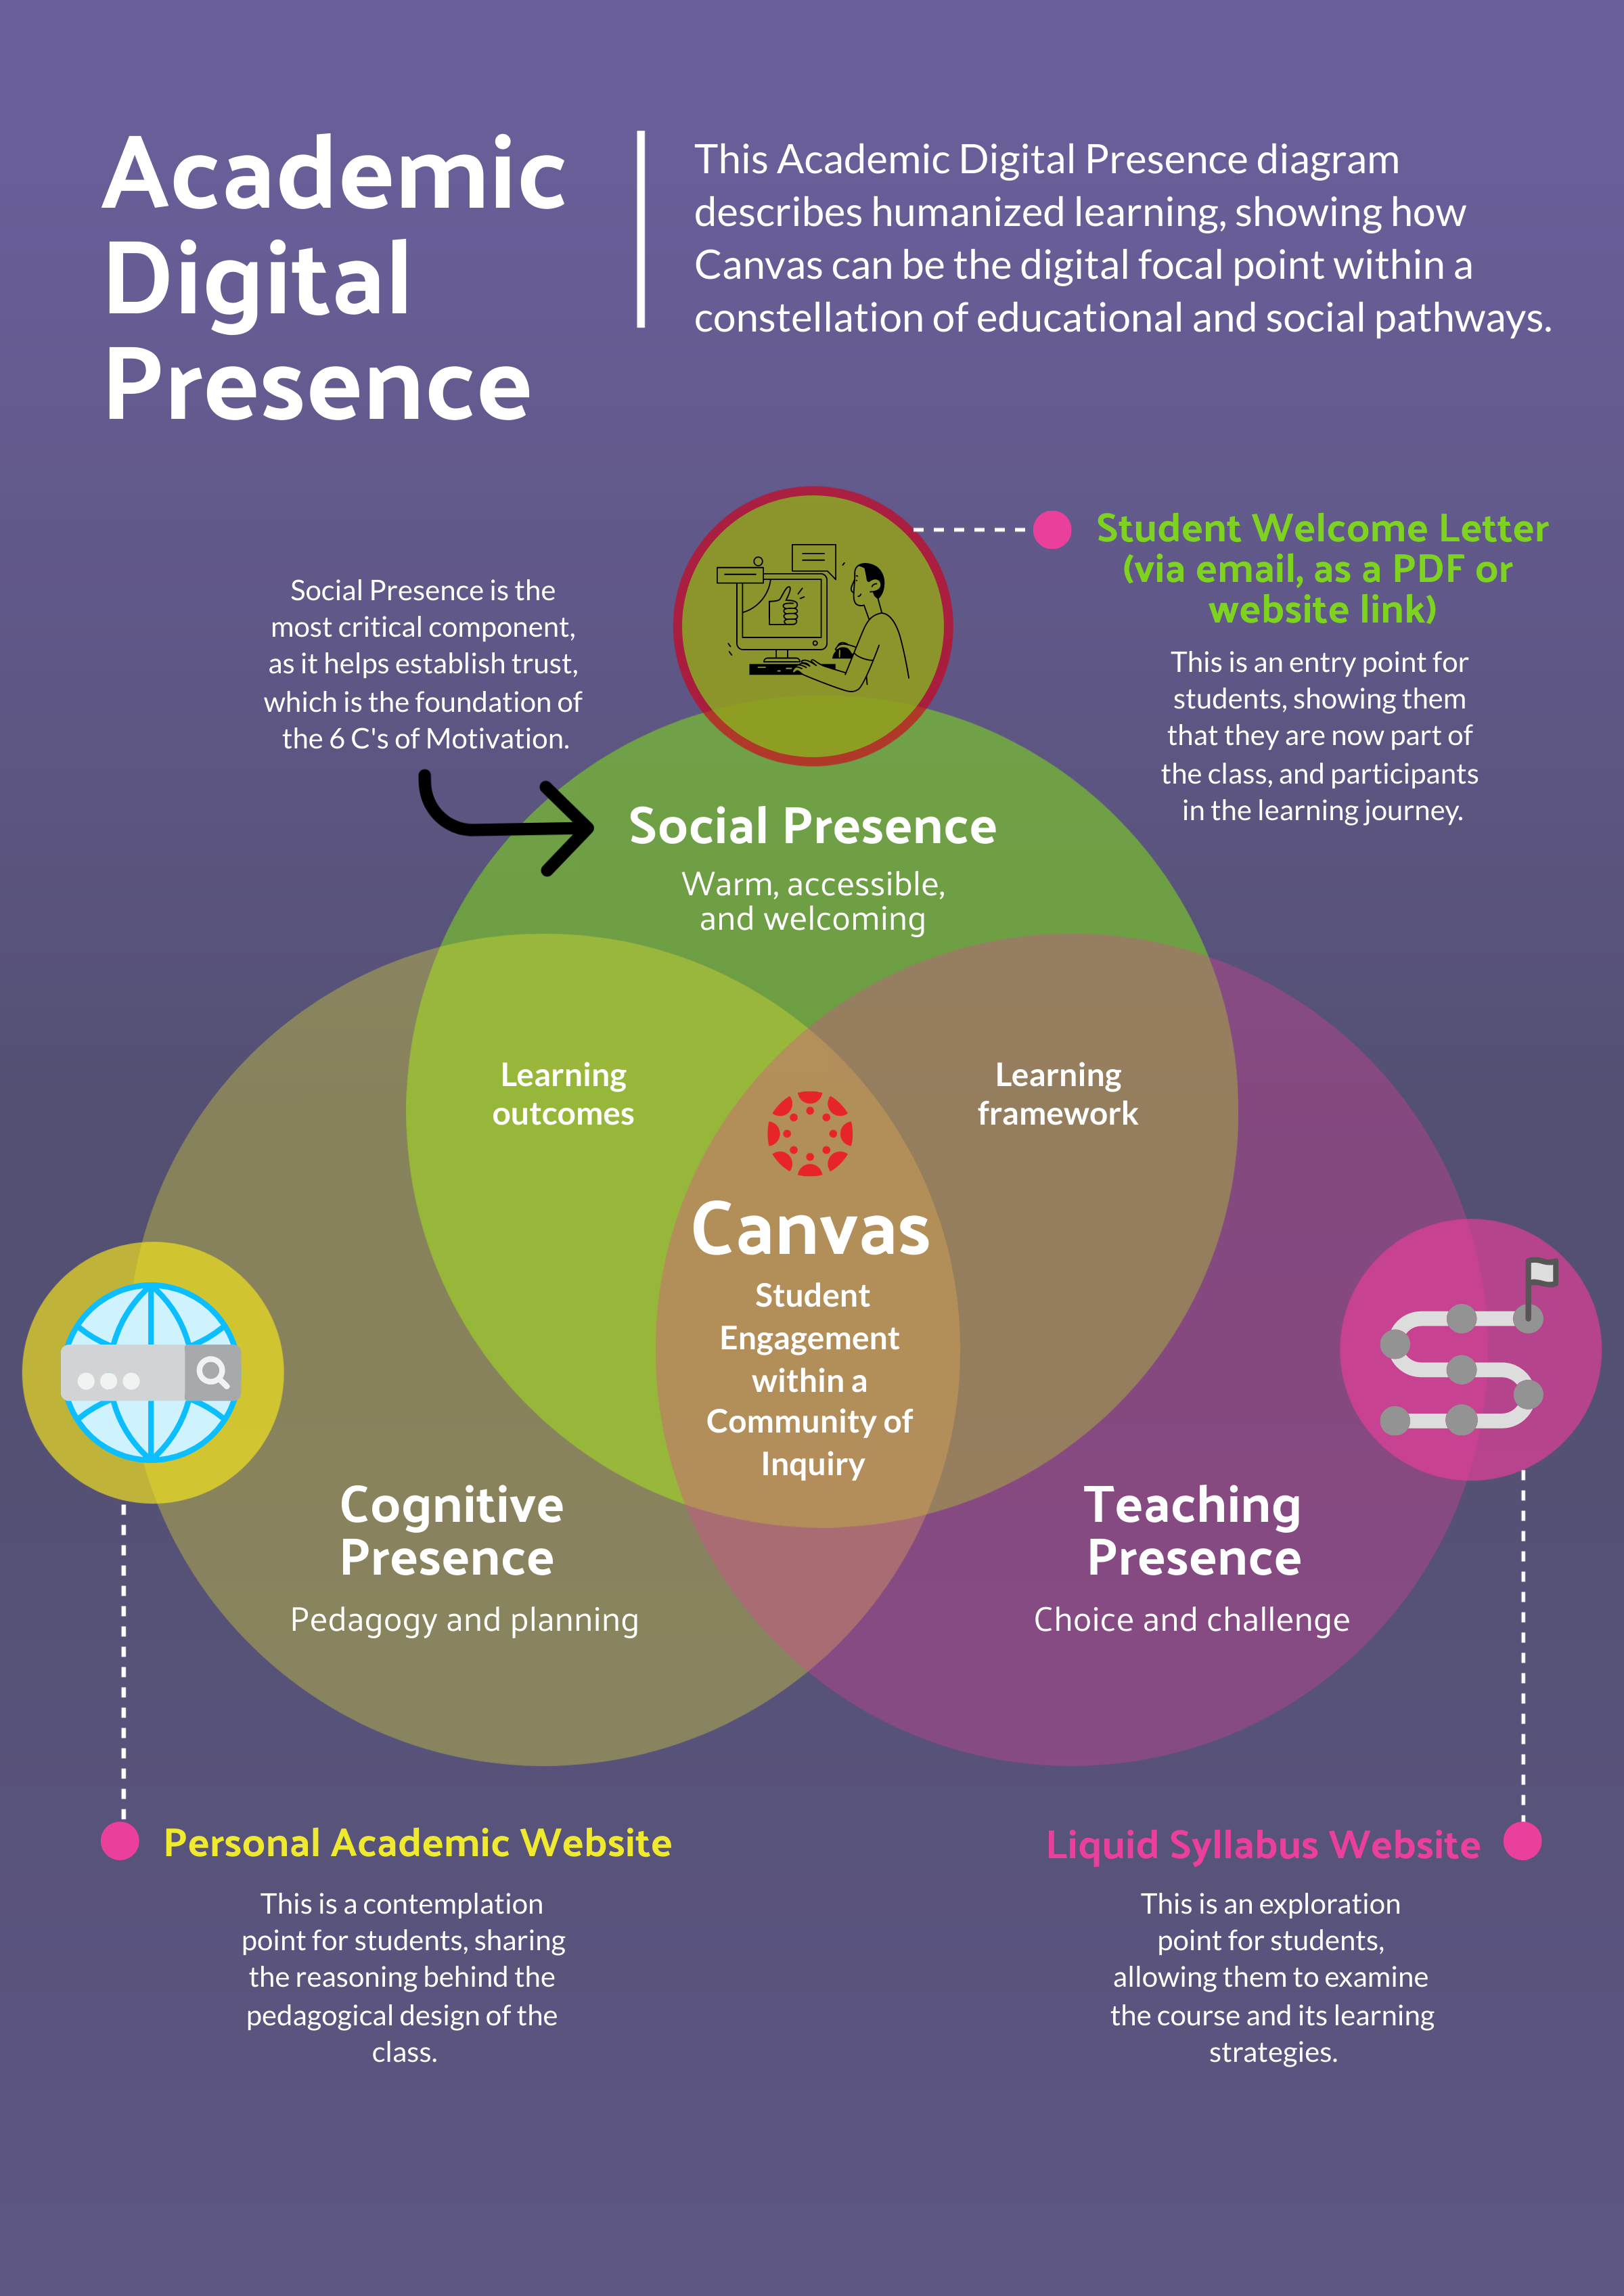 Academic
Digital
Presence
This Academic Digital Presence diagram
describes humanized learning, showing how
Canvas can be the digital focal point within a
constellation of educational and social pathways.
Student Welcome Letter
(via email, as a PDF or
website link)
This is an entry point for
students, showing them
that they are now part of
the class, and participants
in the learning journey.
Social Presence is the
most critical component,
as it helps establish trust,
which is the foundation of
the 6 C's of Motivation.
Social Presence
Warm, accessible,
and welcoming
Learning
outcomes
Learning
framework
Canvas
Student
Engagement
within a
Community of
Inquiry
Cognitive
Presence
Pedagogy and planning
Teaching
Presence
Choice and challenge
Personal Academic Website
This is a contemplation
point for students, sharing
the reasoning behind the
pedagogical design of the
class.
Liquid Syllabus Website
This is an exploration
point for students,
allowing them to examine
the course and its learning
strategies.